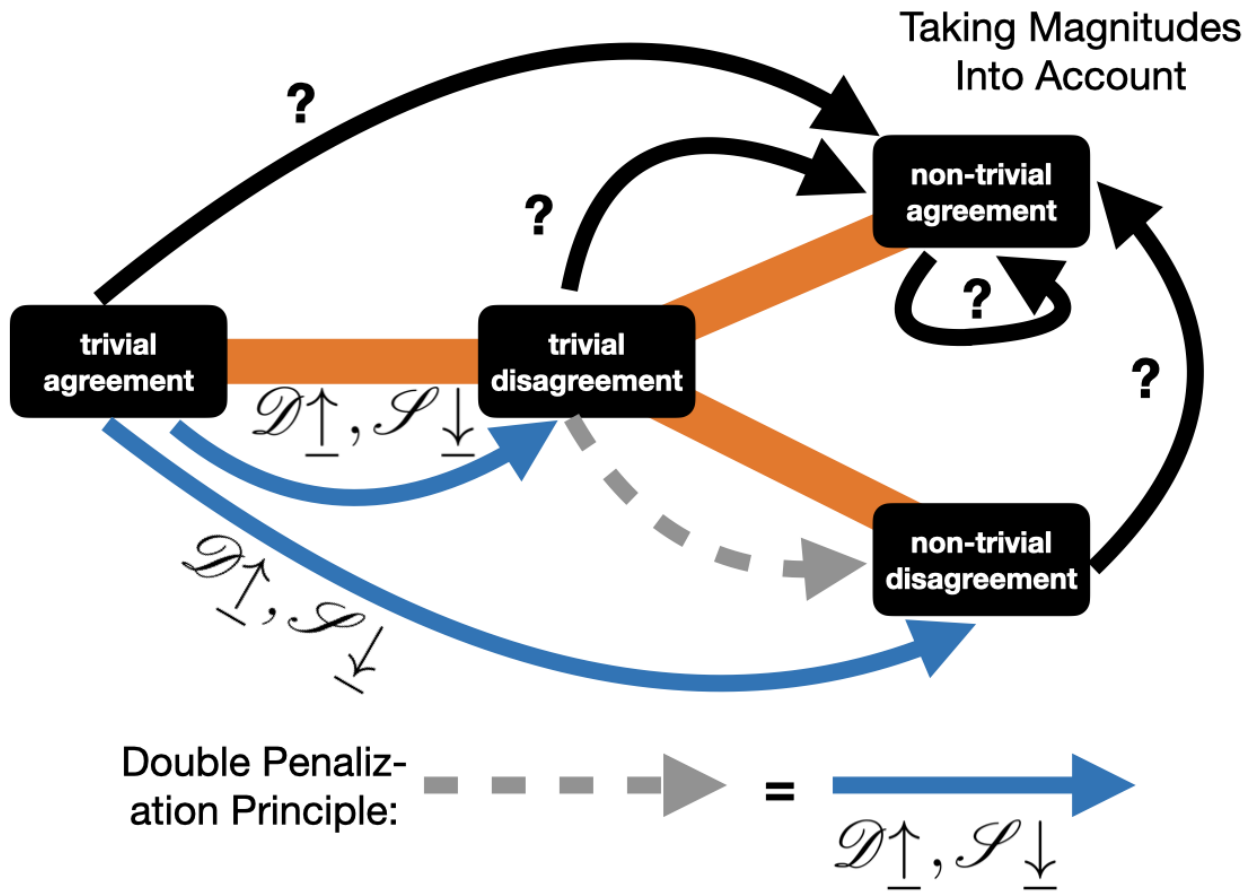 Taking Magnitudes
Into Account
?
?
non-trivial
agreement
?
?
trivial
agreement
trivial
disagreement
𝒟↑, 𝒮↓
𝒟↑, 𝒮↓
non-trivial
disagreement
Double Penaliz-
ation Principle:
=
𝒟↑, 𝒮↓